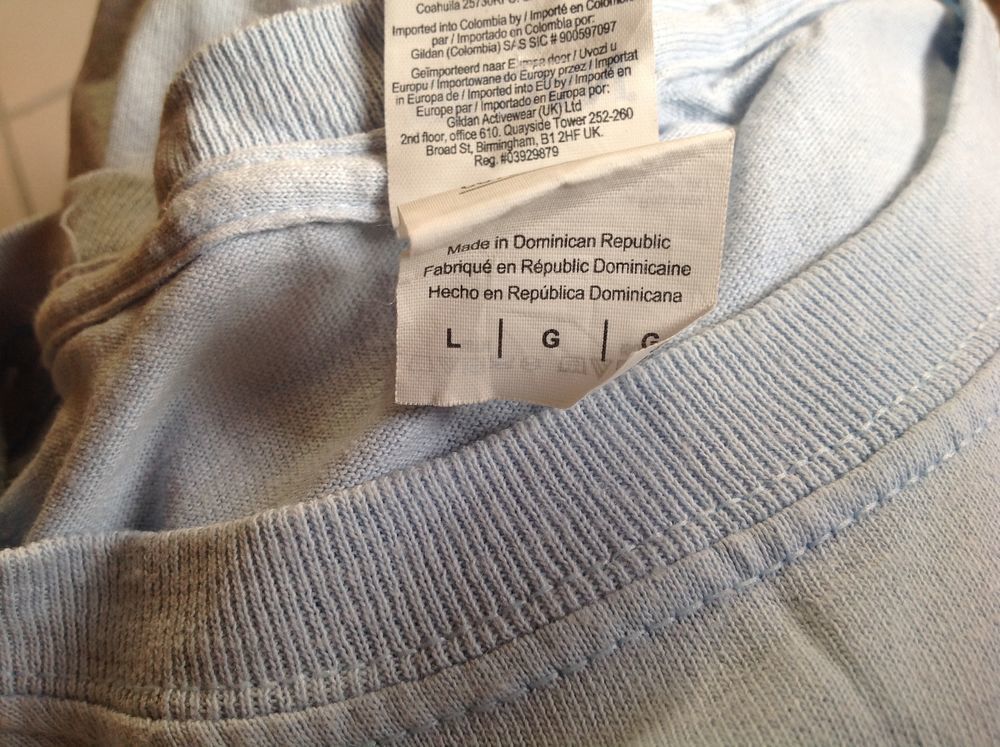 Coahuila
Imported into Colombia by / Importé en
par / Importado en Colombia por:
Gildan (Colombia) SAS SIC # 900597097
Geïmporteerd naar Europa door / Uvozi u
Europu / Importowane do Europy przez / Importat
in Europa de / Imported into EU by / Importé en
Europe par / Importado en Europa por:
Gildan Activewear (UK) Ltd
2nd floor, office 610. Quayside Tower 252-260
Broad St, Birmingham, B1 2HF UK.
Reg. #03929879
Made in Dominican Republic
Fabriqué en Républic Dominicaine
Hecho en República Dominicana
L | G | G